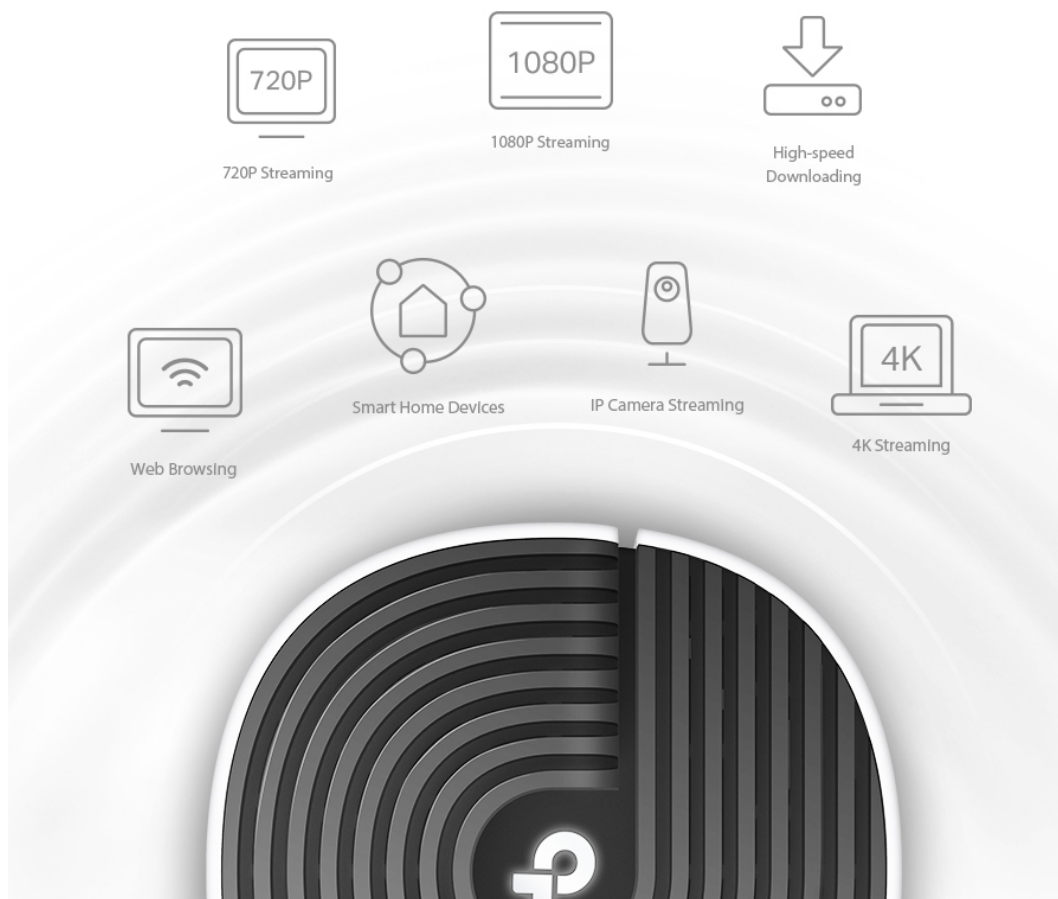 720P
1080P
720P Streaming
1080P Streaming
High-speed
Downloading
4K
Web Browsing
Smart Home Devices
IP Camera Streaming
4K Streaming